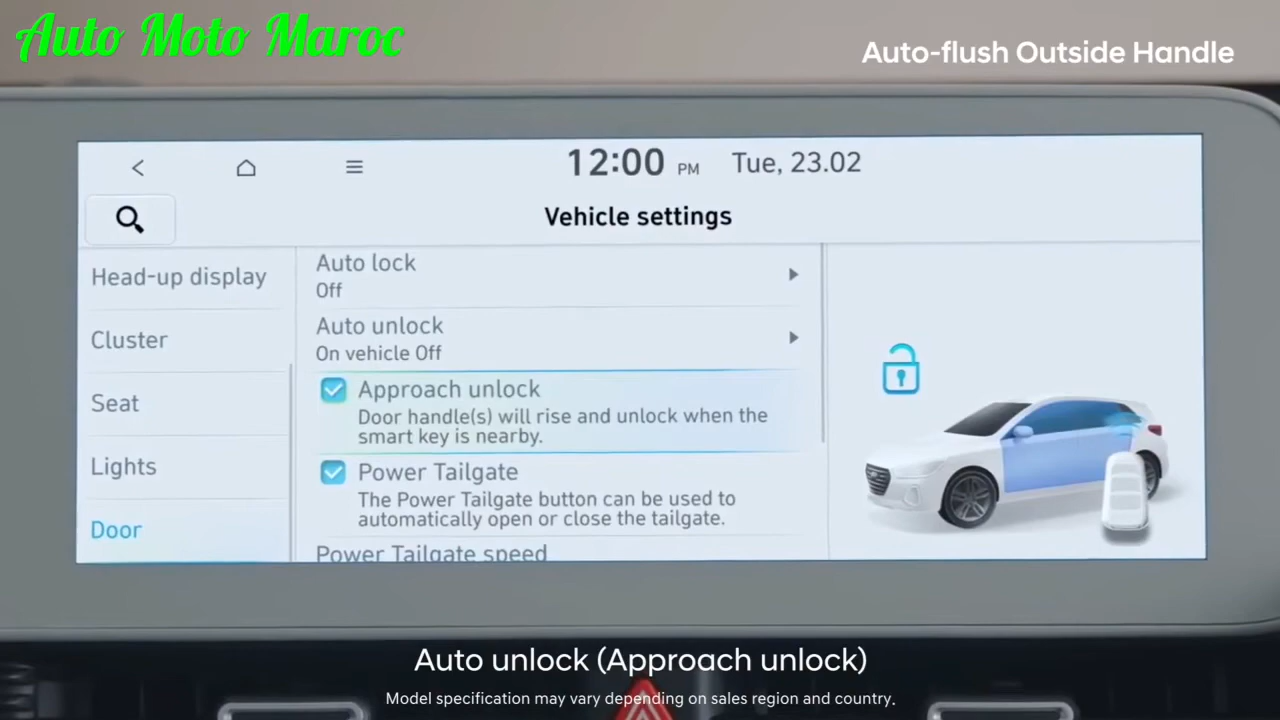 Auto Moto Maroc
Auto-flush Outside Handle
12:00 PM Tue, 23.02
Vehicle settings
Head-up display
Cluster
Seat
Lights
Door
Auto lock
Off
Auto unlock
On vehicle Off
Approach unlock
Door handle(s) will rise and unlock when the
smart key is nearby.
Power Tailgate
The Power Tailgate button can be used to
automatically open or close the tailgate.
Power Tailgate speed
Auto unlock (Approach unlock)
Model specification may vary depending on sales region and country.